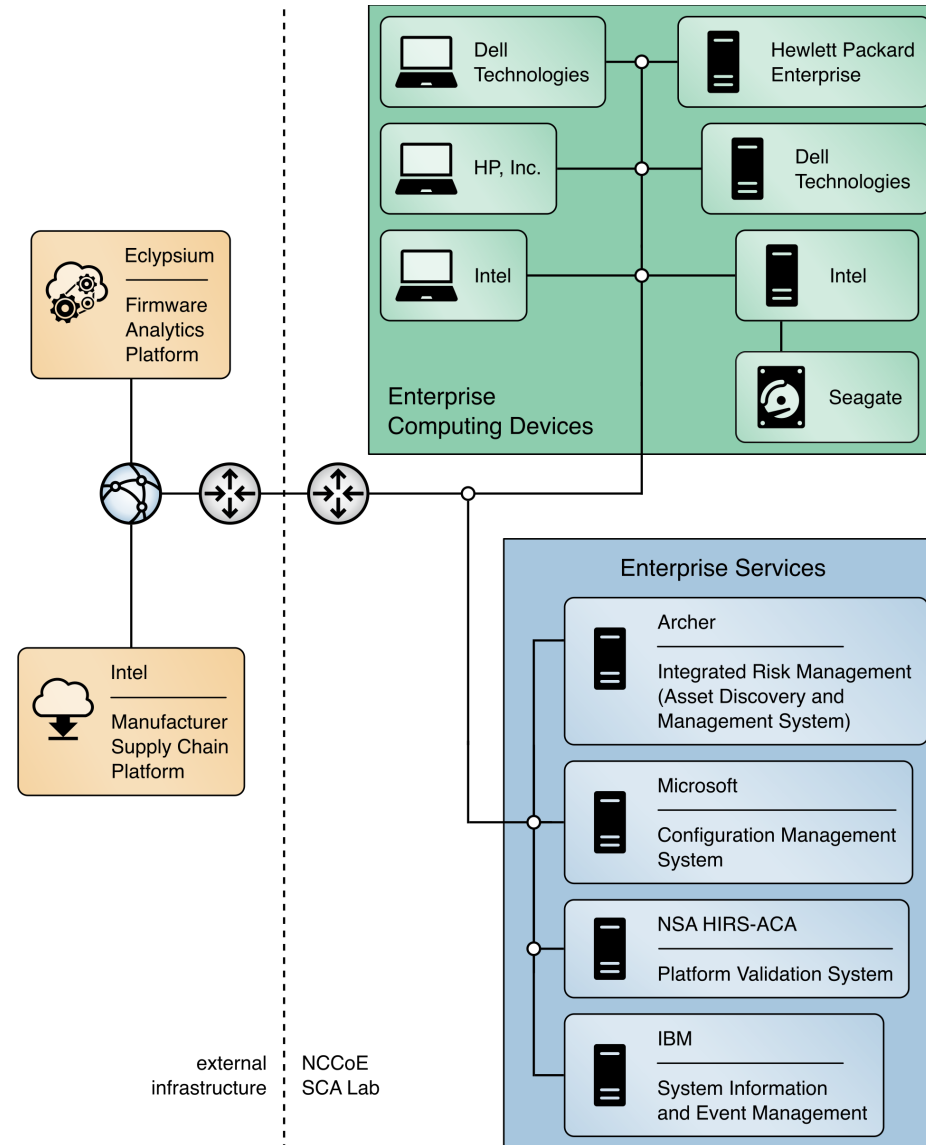 Dell
Technologies
Hewlett Packard
Enterprise
HP, Inc.
Dell
Technologies
Intel
Intel
Seagate
Enterprise
Computing Devices
Eclypsium
Firmware
Analytics
Platform
Intel
Manufacturer
Supply Chain
Platform
Enterprise Services
Archer
Integrated Risk Management
(Asset Discovery and
Management System)
Microsoft
Configuration Management
System
NSA HIRS-ACA
Platform Validation System
IBM
System Information
and Event Management
external
infrastructure
NCCoE
SCA Lab